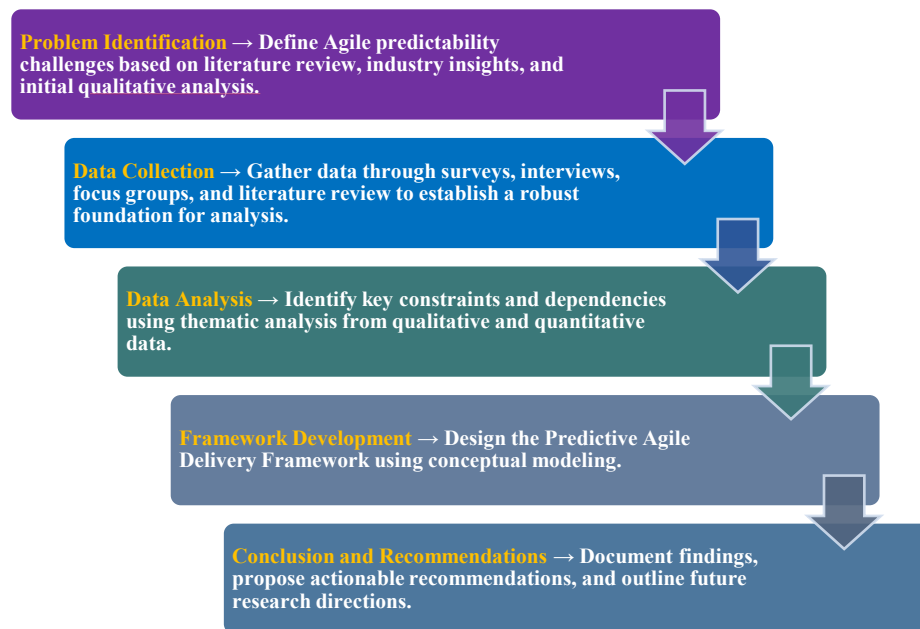 Problem Identification → Define Agile predictability
challenges based on literature review, industry insights, and
initial qualitative analysis.
Data Collection → Gather data through surveys, interviews,
focus groups, and literature review to establish a robust
foundation for analysis.
Data Analysis → Identify key constraints and dependencies
using thematic analysis from qualitative and quantitative
data.
Framework Development → Design the Predictive Agile
Delivery Framework using conceptual modeling.
Conclusion and Recommendations → Document findings,
propose actionable recommendations, and outline future
research directions.